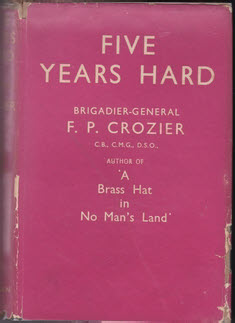 FIVE
YEARS HARD
BRIGADIER-GENERAL
F. P. CROZIER
C.B., C.M.G., D.S.O.,
AUTHOR OF
'A
Brass Hat
in
No Man's Land'